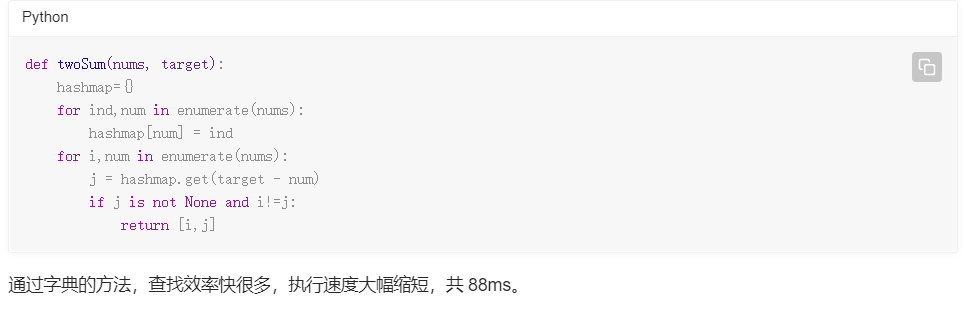 Python
def twoSum(nums, target):
    hashmap={}
    for ind,num in enumerate(nums):
        hashmap[num] = ind
    for i,num in enumerate(nums):
        j = hashmap.get(target - num)
        if j is not None and i!=j:
            return [i,j]
通过字典的方法，查找效率快很多，执行速度大幅缩短，共 88ms。